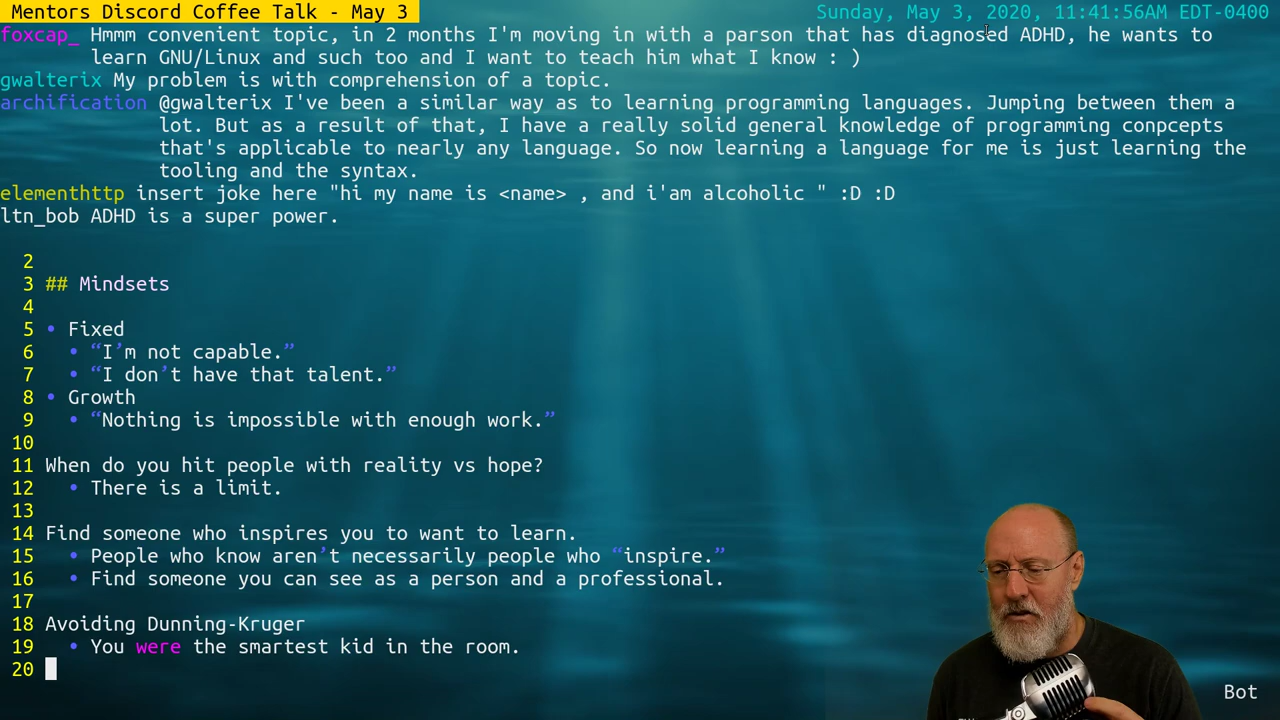 Mentors Discord Coffee Talk - May 3
Sunday, May 3, 2020, 11:41:56AM EDT-0400
foxcap_ Hmmm convenient topic, in 2 months I'm moving in with a parson that has diagnosed ADHD, he wants to
learn GNU/Linux and such too and I want to teach him what I know : )
gwalterix My problem is with comprehension of a topic.
archification @gwalterix I've been a similar way as to learning programming languages. Jumping between them a
lot. But as a result of that, I have a really solid general knowledge of programming conpcepts
that's applicable to nearly any language. So now learning a language for me is just learning the
tooling and the syntax.
elementhttp insert joke here "hi my name is <name> , and i'am alcoholic " :D :D
ltn_bob ADHD is a super power.
2
3 ## Mindsets
4
5 • Fixed
6 • “I’m not capable.”
7 • “I don’t have that talent.”
8 • Growth
9 • “Nothing is impossible with enough work.”
10
11 When do you hit people with reality vs hope?
12 • There is a limit.
13
14 Find someone who inspires you to want to learn.
15 • People who know aren’t necessarily people who “inspire.”
16 • Find someone you can see as a person and a professional.
17
18 Avoiding Dunning-Kruger
19 • You were the smartest kid in the room.
20
Bot